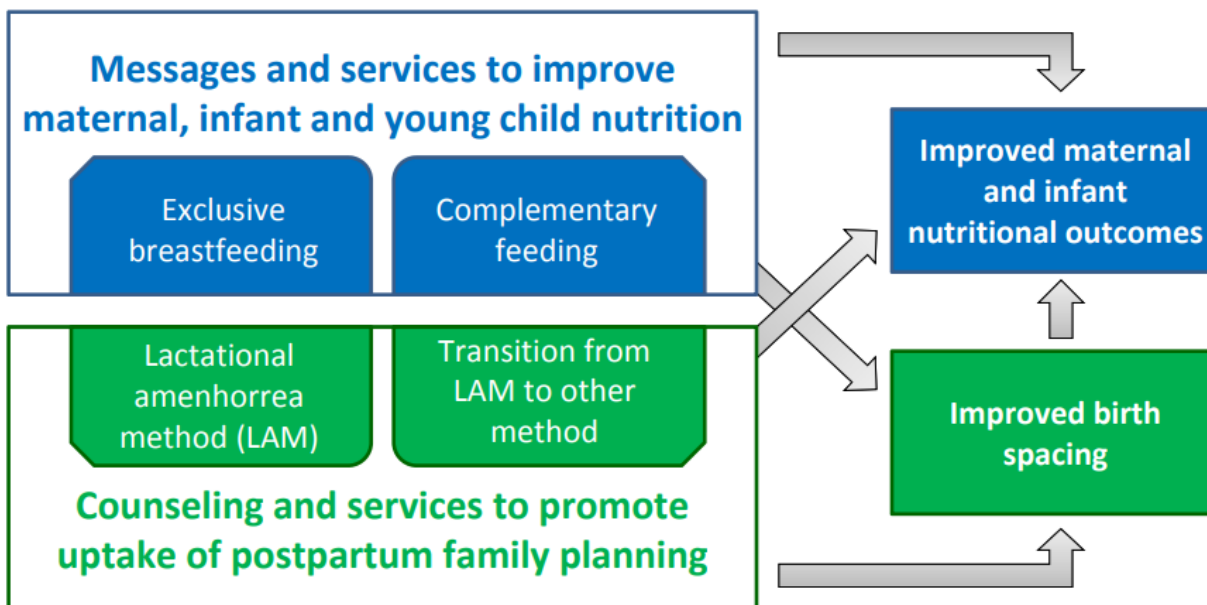 Messages and services to improve
maternal, infant and young child nutrition
Exclusive
breastfeeding
Complementary
feeding
Lactational
amenorrhea
method (LAM)
Transition from
LAM to other
method
Counseling and services to promote
uptake of postpartum family planning
Improved maternal
and infant
nutritional outcomes
Improved birth
spacing